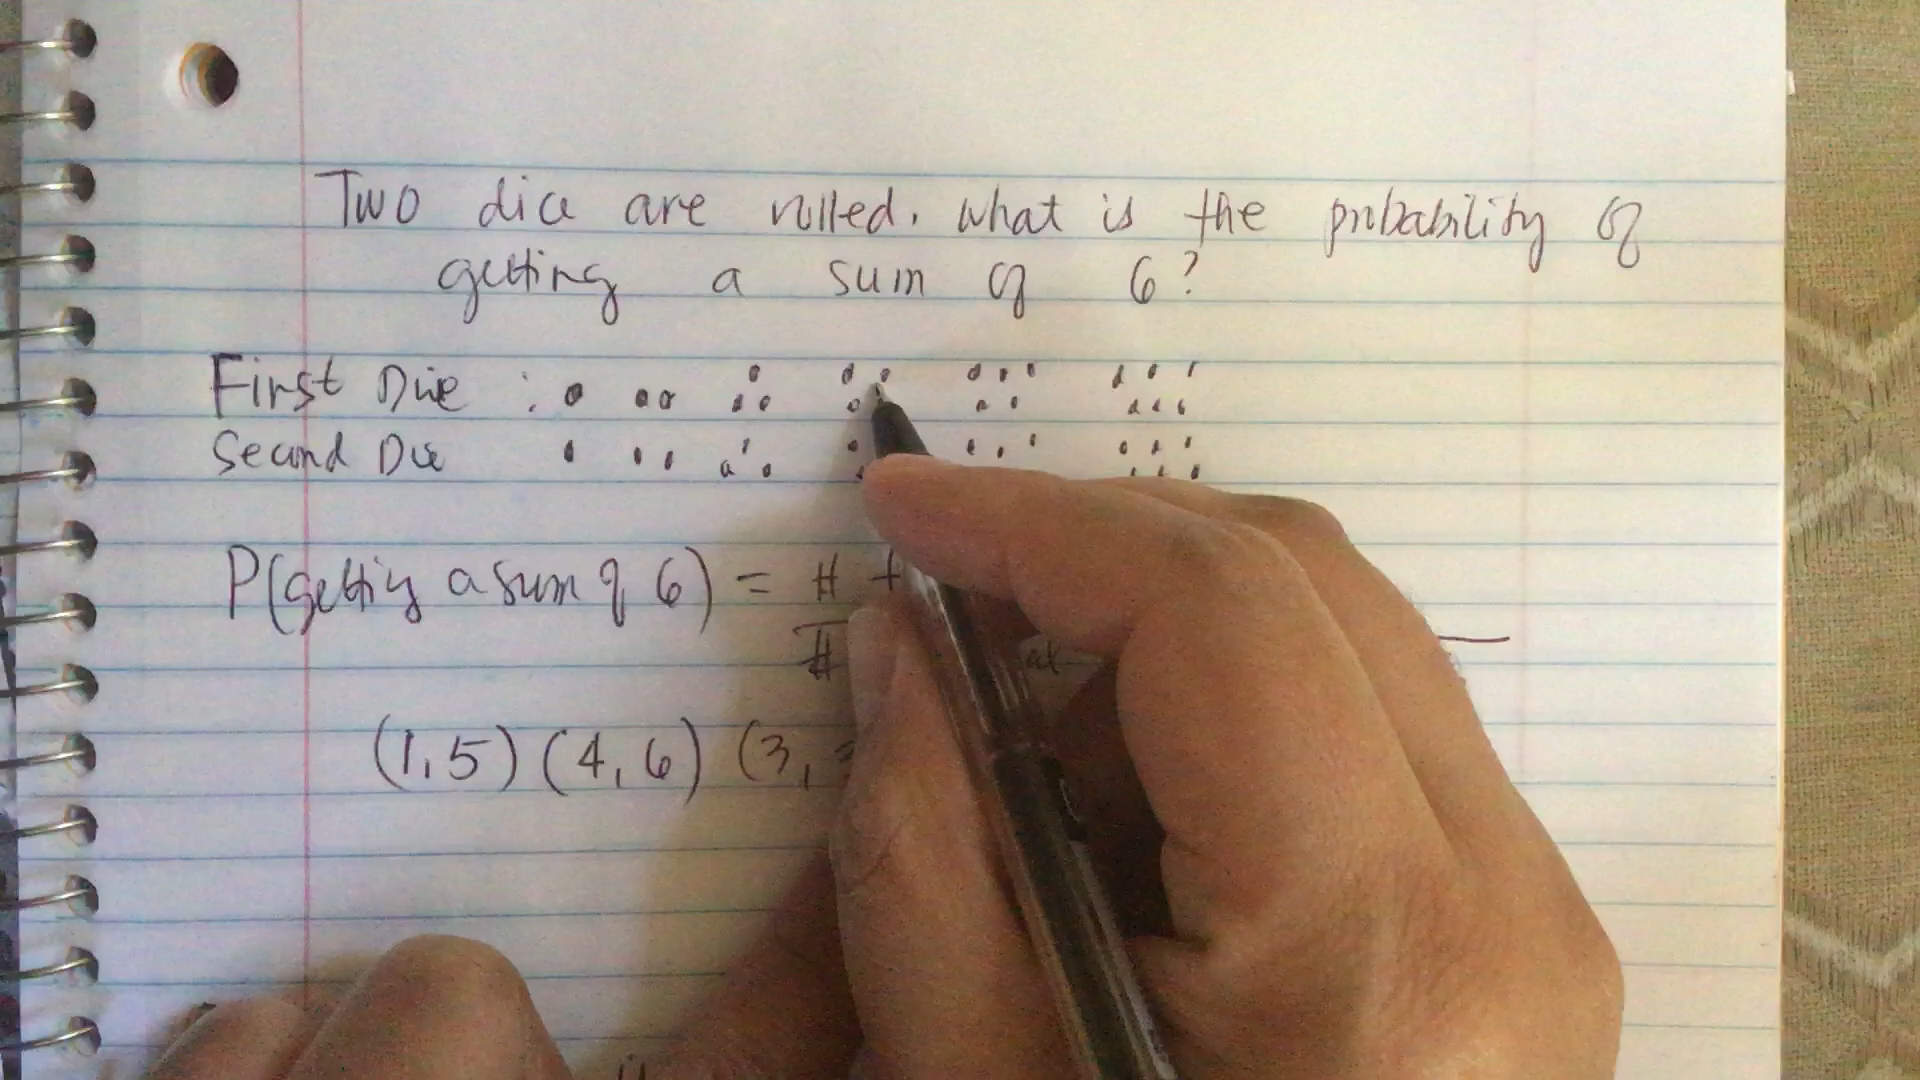 Two dice are rolled. what is the probability of
getting a sum of 6?
First Die :
Second Die
P(getting a sum of 6) = #
#
(1,5) (4,6) (3,